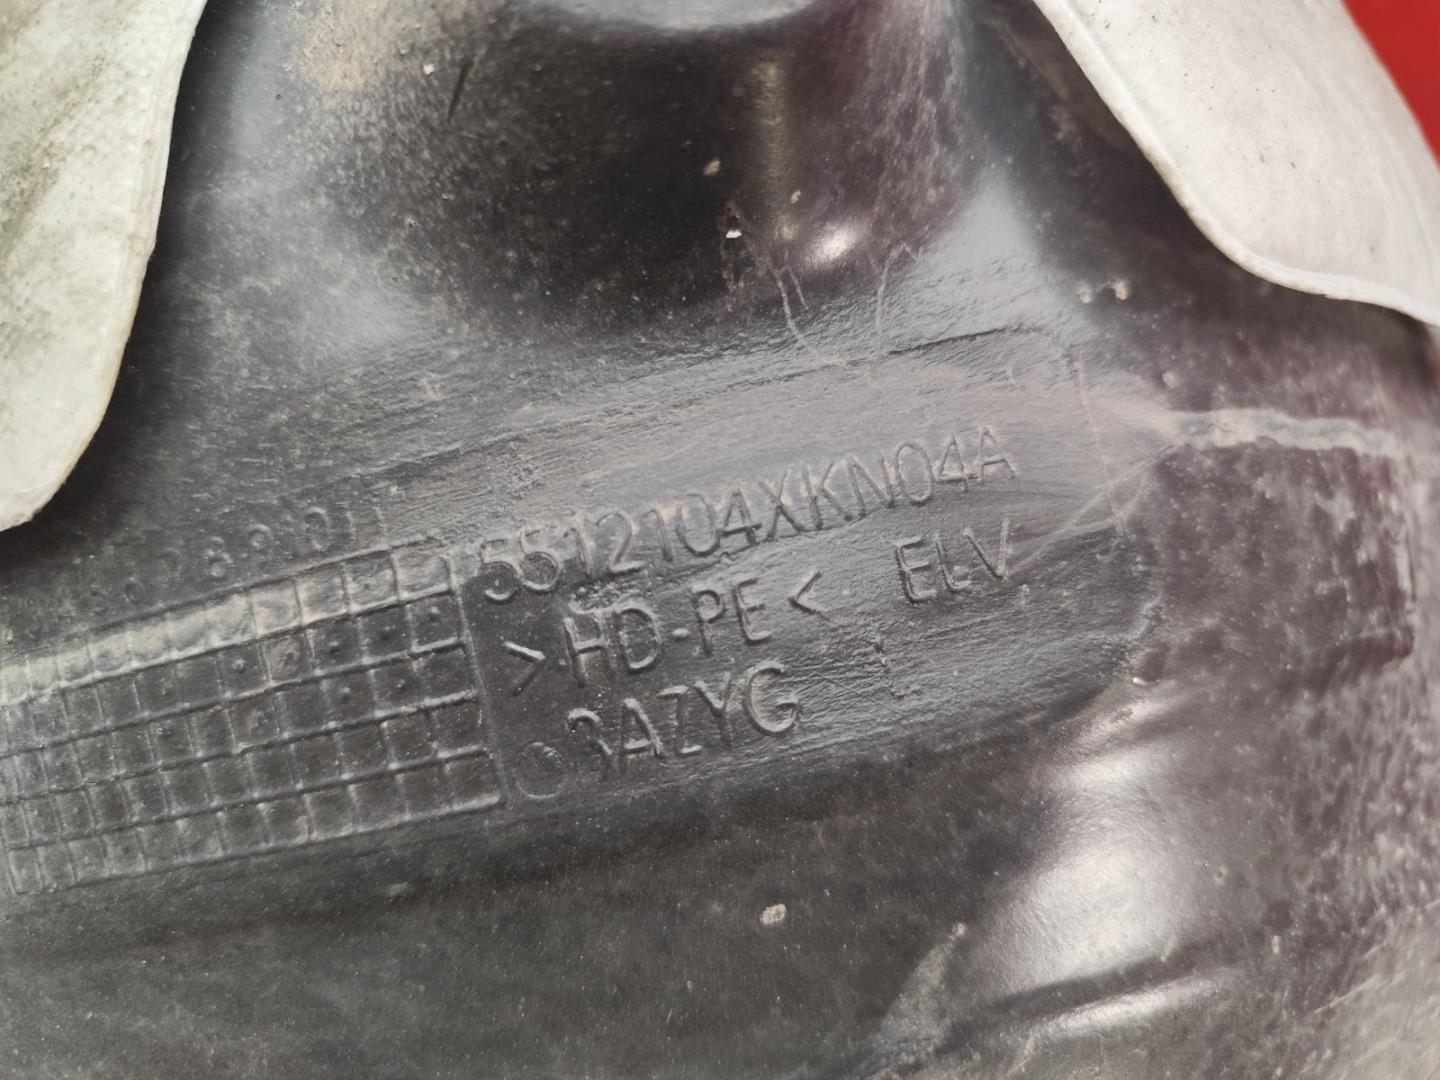 5512104XKN04A
>HD-PE< ELV
3AZYG L